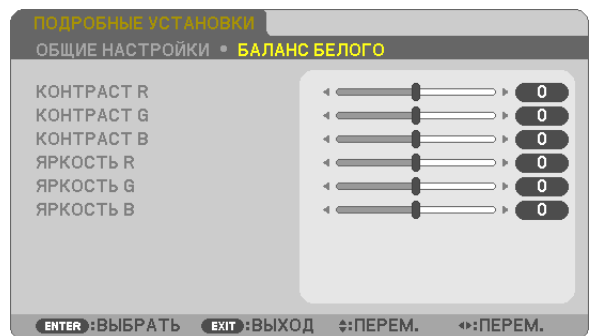 ПОДРОБНЫЕ УСТАНОВКИ
ОБЩИЕ НАСТРОЙКИ • БАЛАНС БЕЛОГО
КОНТРАСТ R 0
КОНТРАСТ G 0
КОНТРАСТ B 0
ЯРКОСТЬ R 0
ЯРКОСТЬ G 0
ЯРКОСТЬ B 0
ENTER :ВЫБРАТЬ EXIT :ВЫХОД :ПЕРЕМ. :ПЕРЕМ.